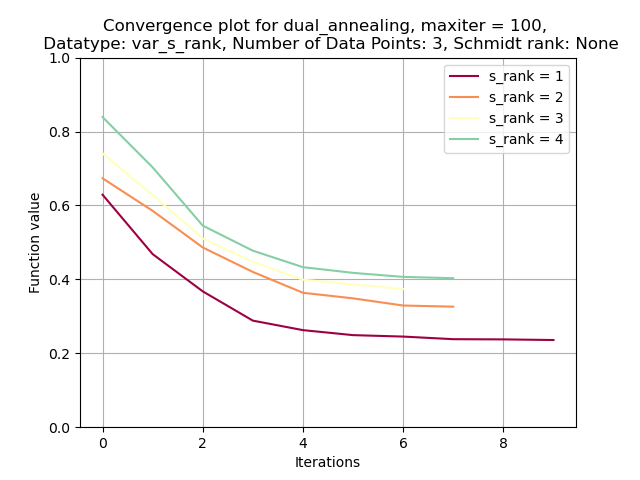 Convergence plot for dual_annealing, maxiter = 100,
Datatype: var_s_rank, Number of Data Points: 3, Schmidt rank: None
1.0
0.8
0.6
0.4
0.2
0.0
Function value
s_rank = 1
s_rank = 2
s_rank = 3
s_rank = 4
0 2 4 6 8
Iterations